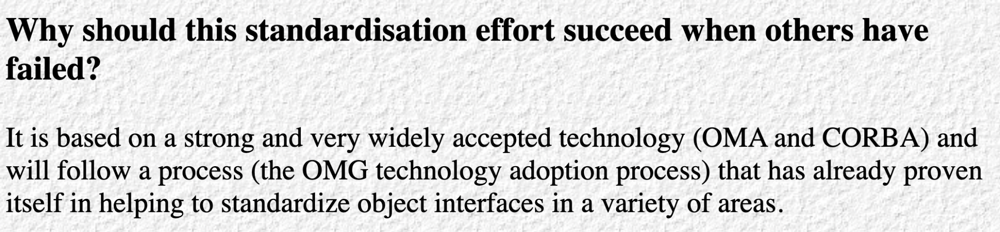 Why should this standardisation effort succeed when others have
failed?
It is based on a strong and very widely accepted technology (OMA and CORBA) and
will follow a process (the OMG technology adoption process) that has already proven
itself in helping to standardize object interfaces in a variety of areas.